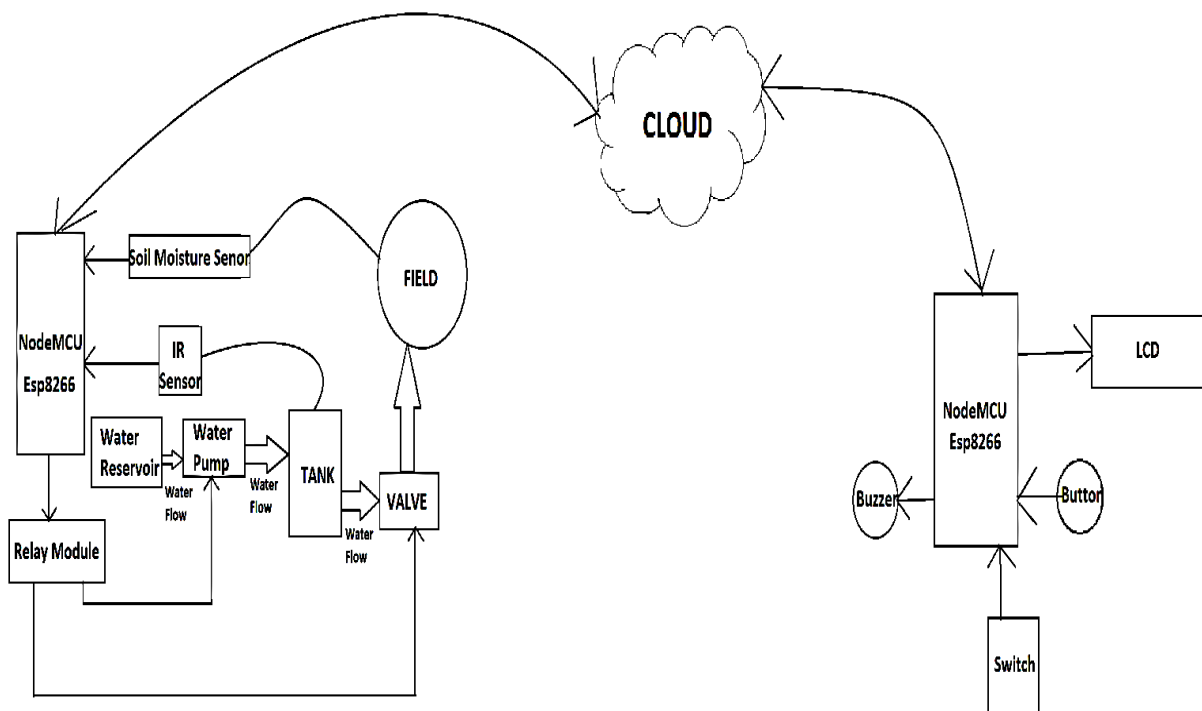 CLOUD
Soil Moisture Senor
FIELD
NodeMCU
Esp8266
IR
Sensor
Water
Reservoir
Water
Pump
TANK
VALVE
Water
Flow
Water
Flow
Water
Flow
Relay Module
NodeMCU
Esp8266
LCD
Buzzer
Button
Switch